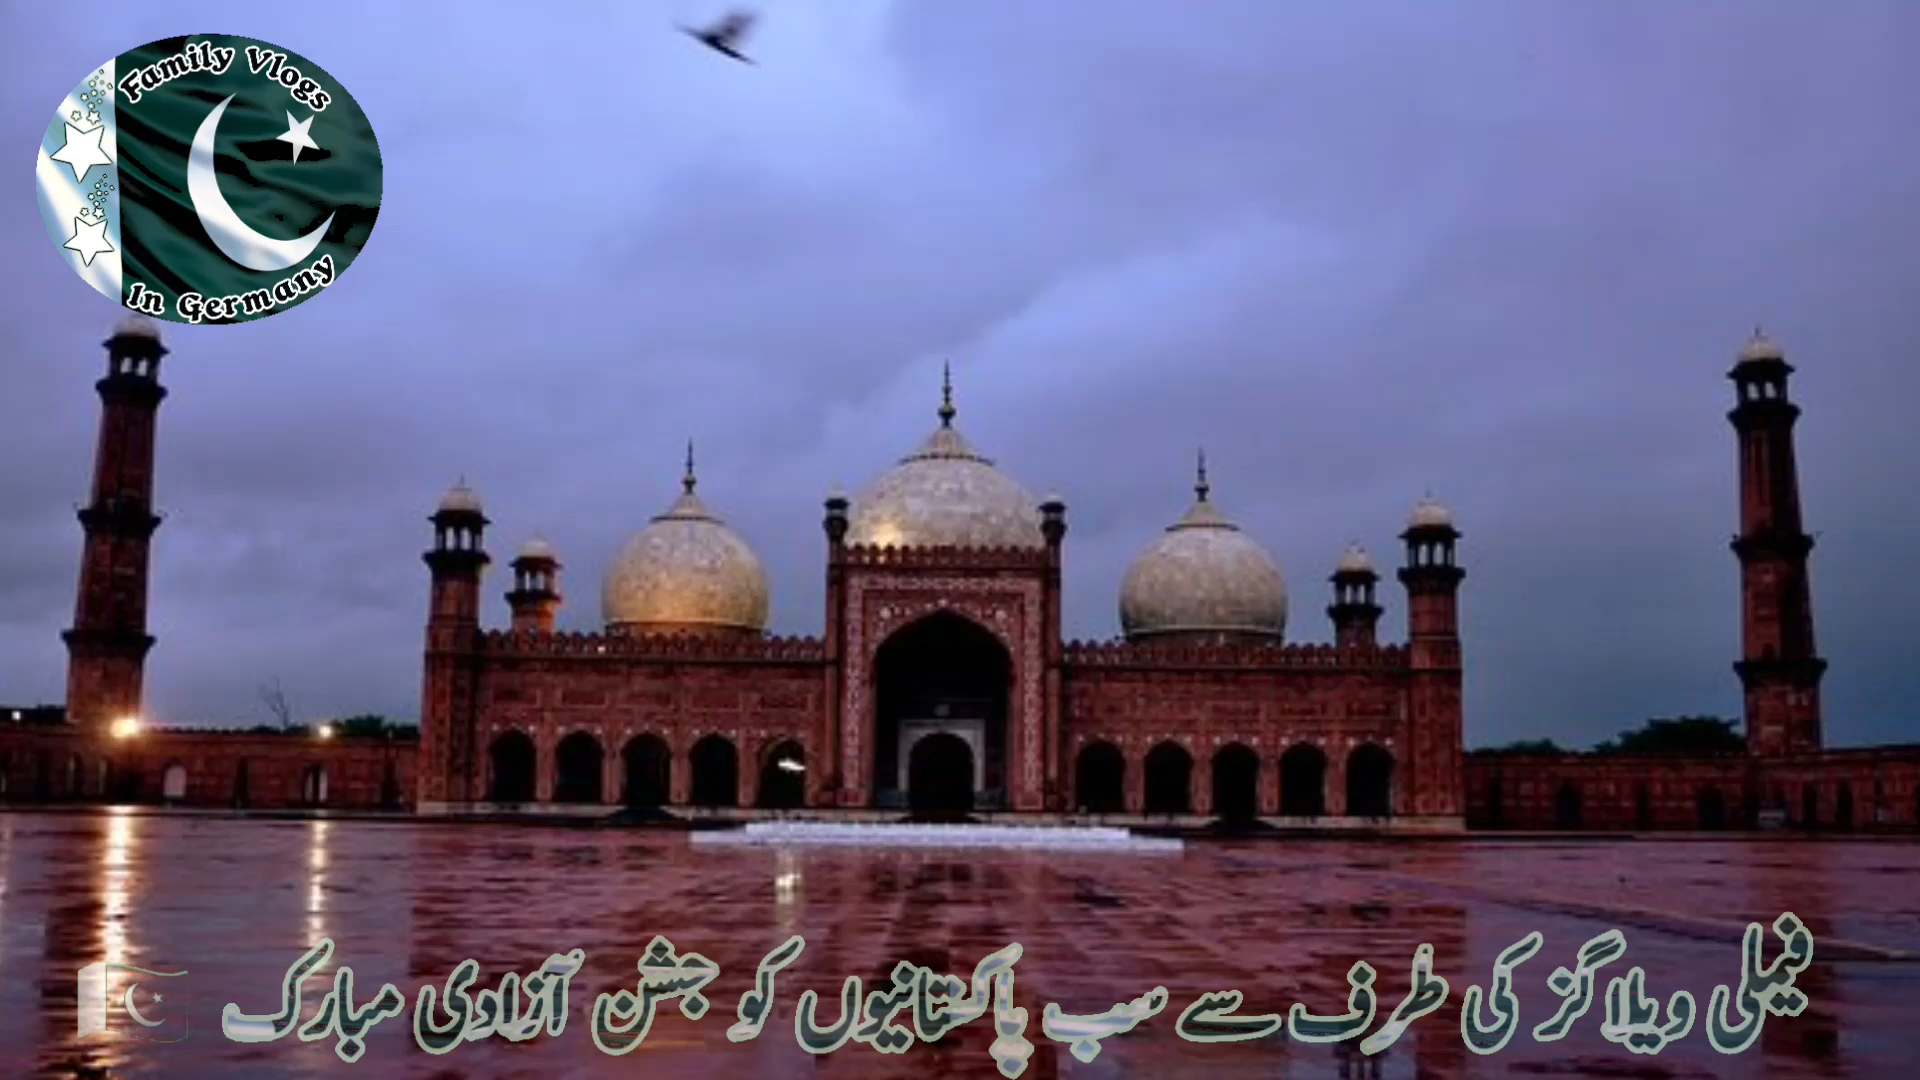 Family Vlogs
In Germany
فیملی ویلاگز کی طرف سے سب پاکستانیوں کو جشن آزادی مبارک